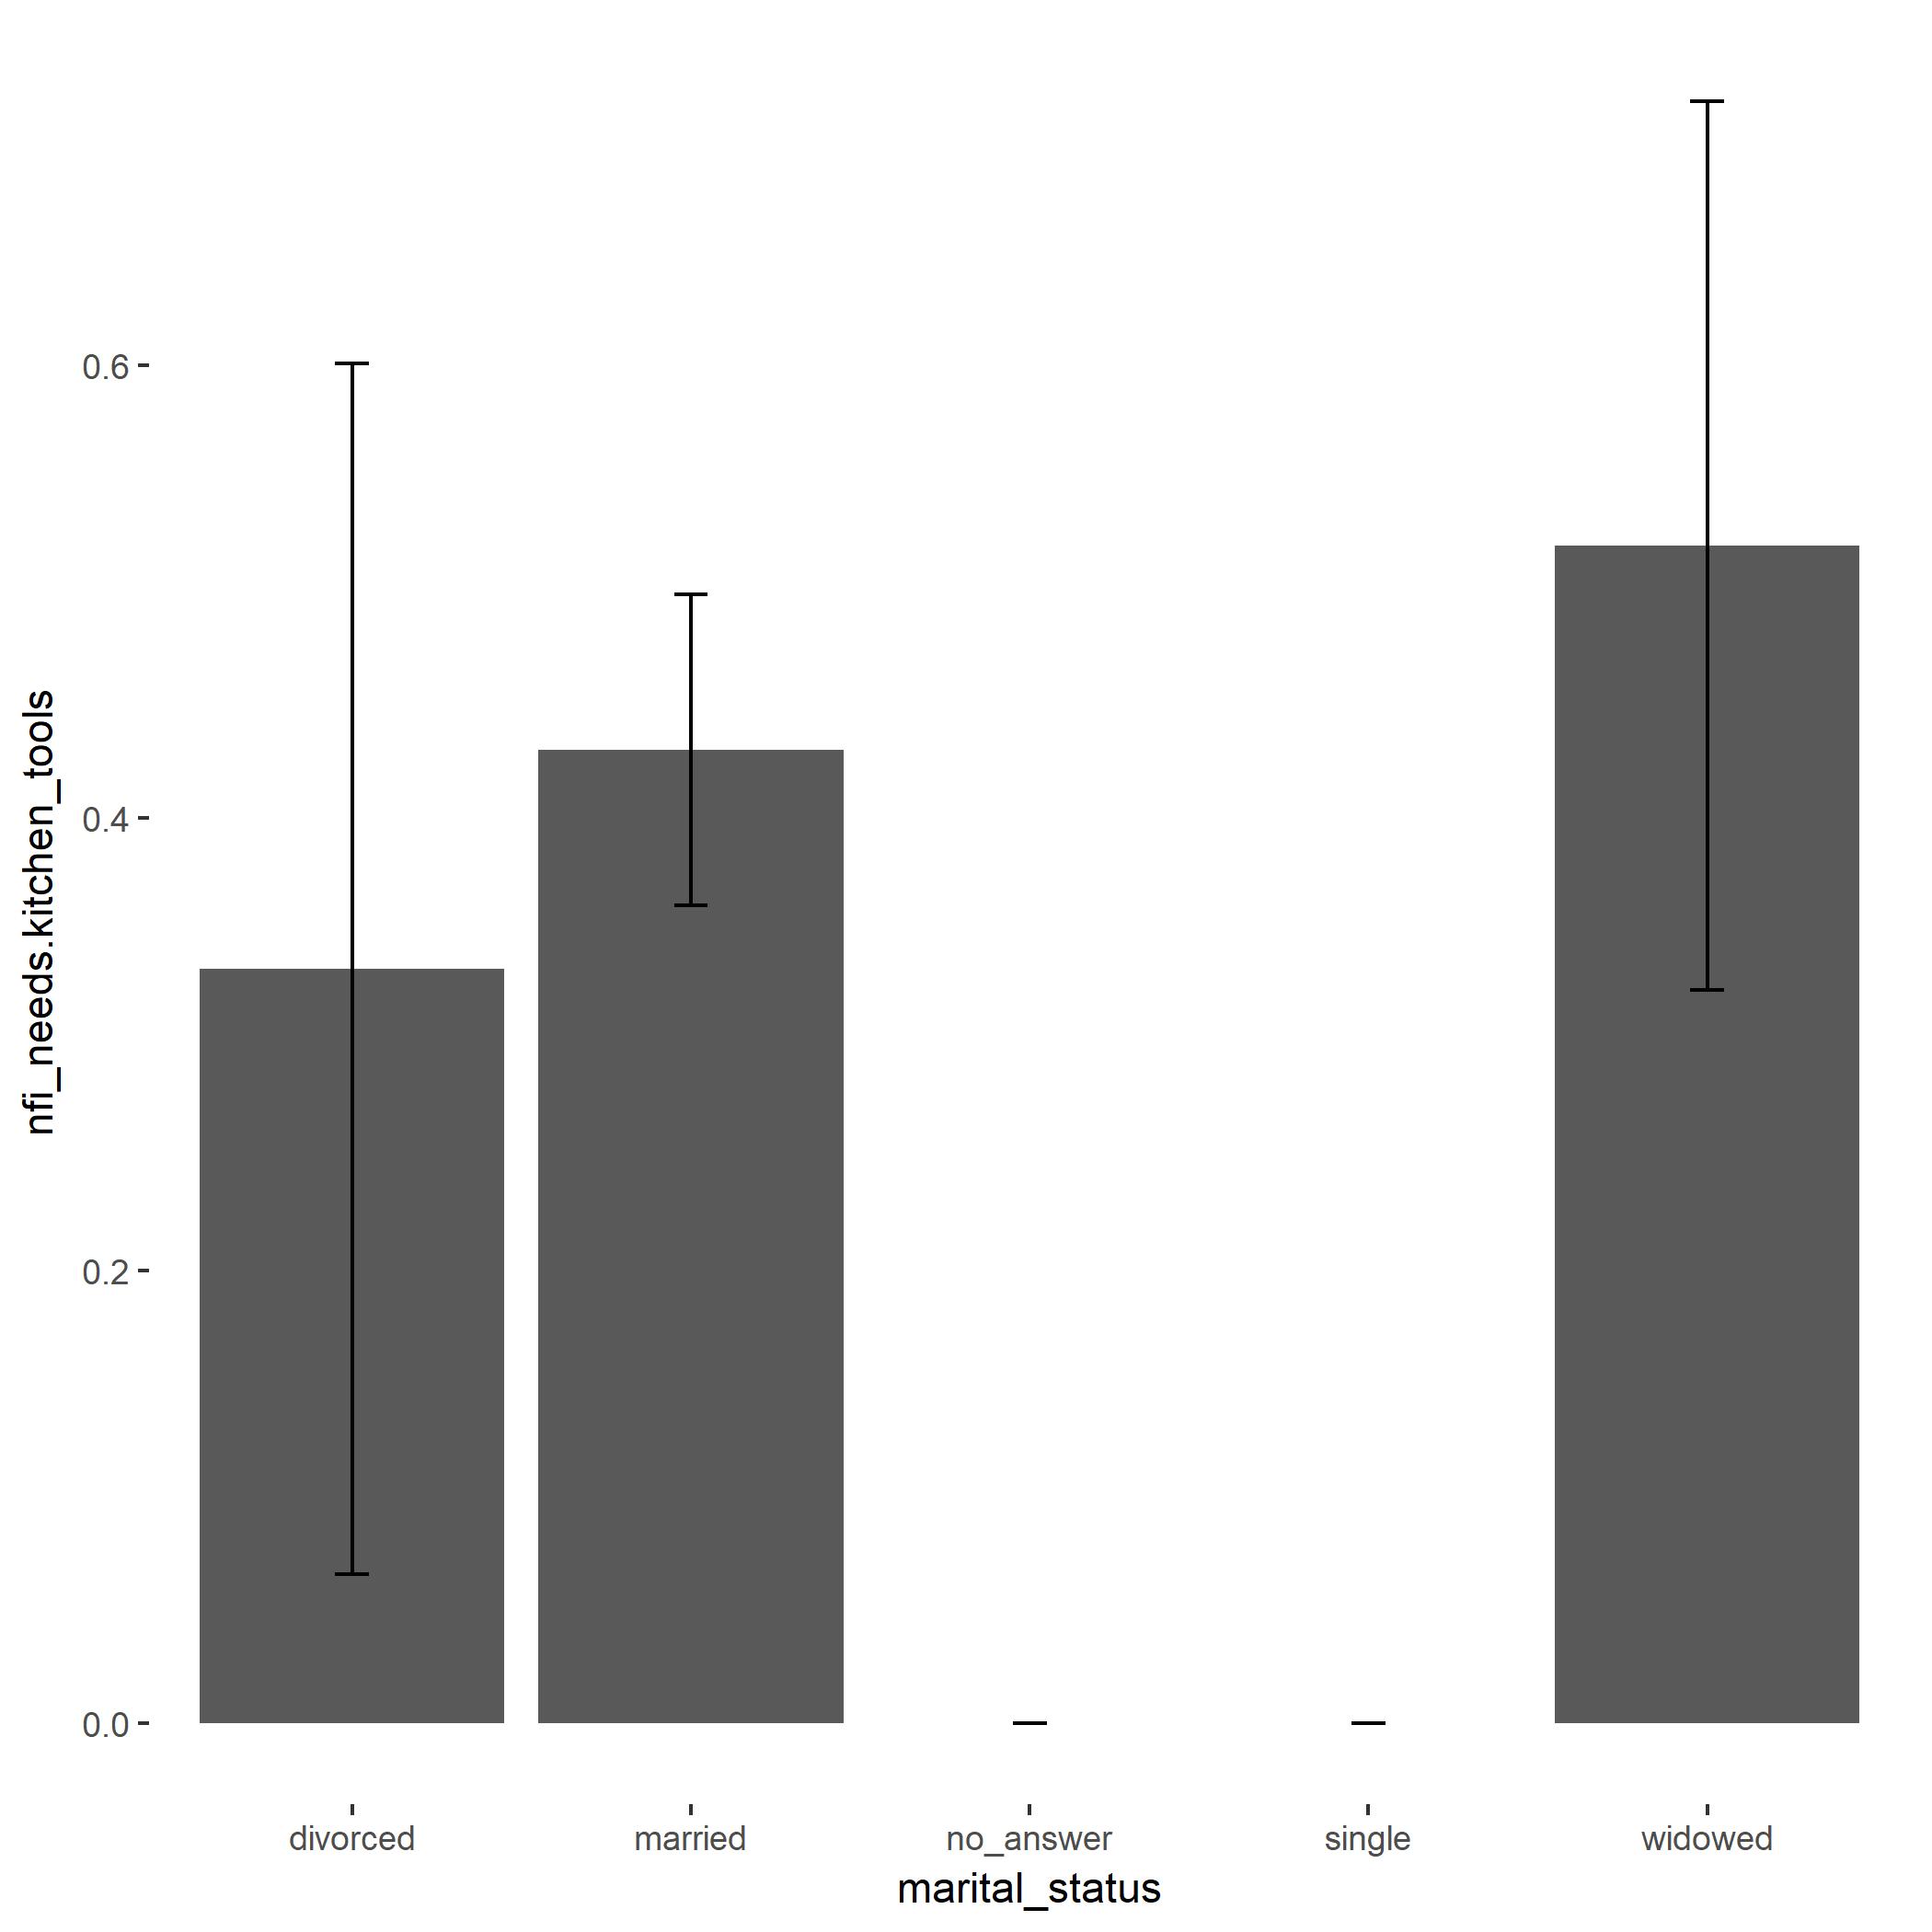 nfi_needs.kitchen_tools
0.6
0.4
0.2
0.0
divorced married no_answer single widowed
marital_status